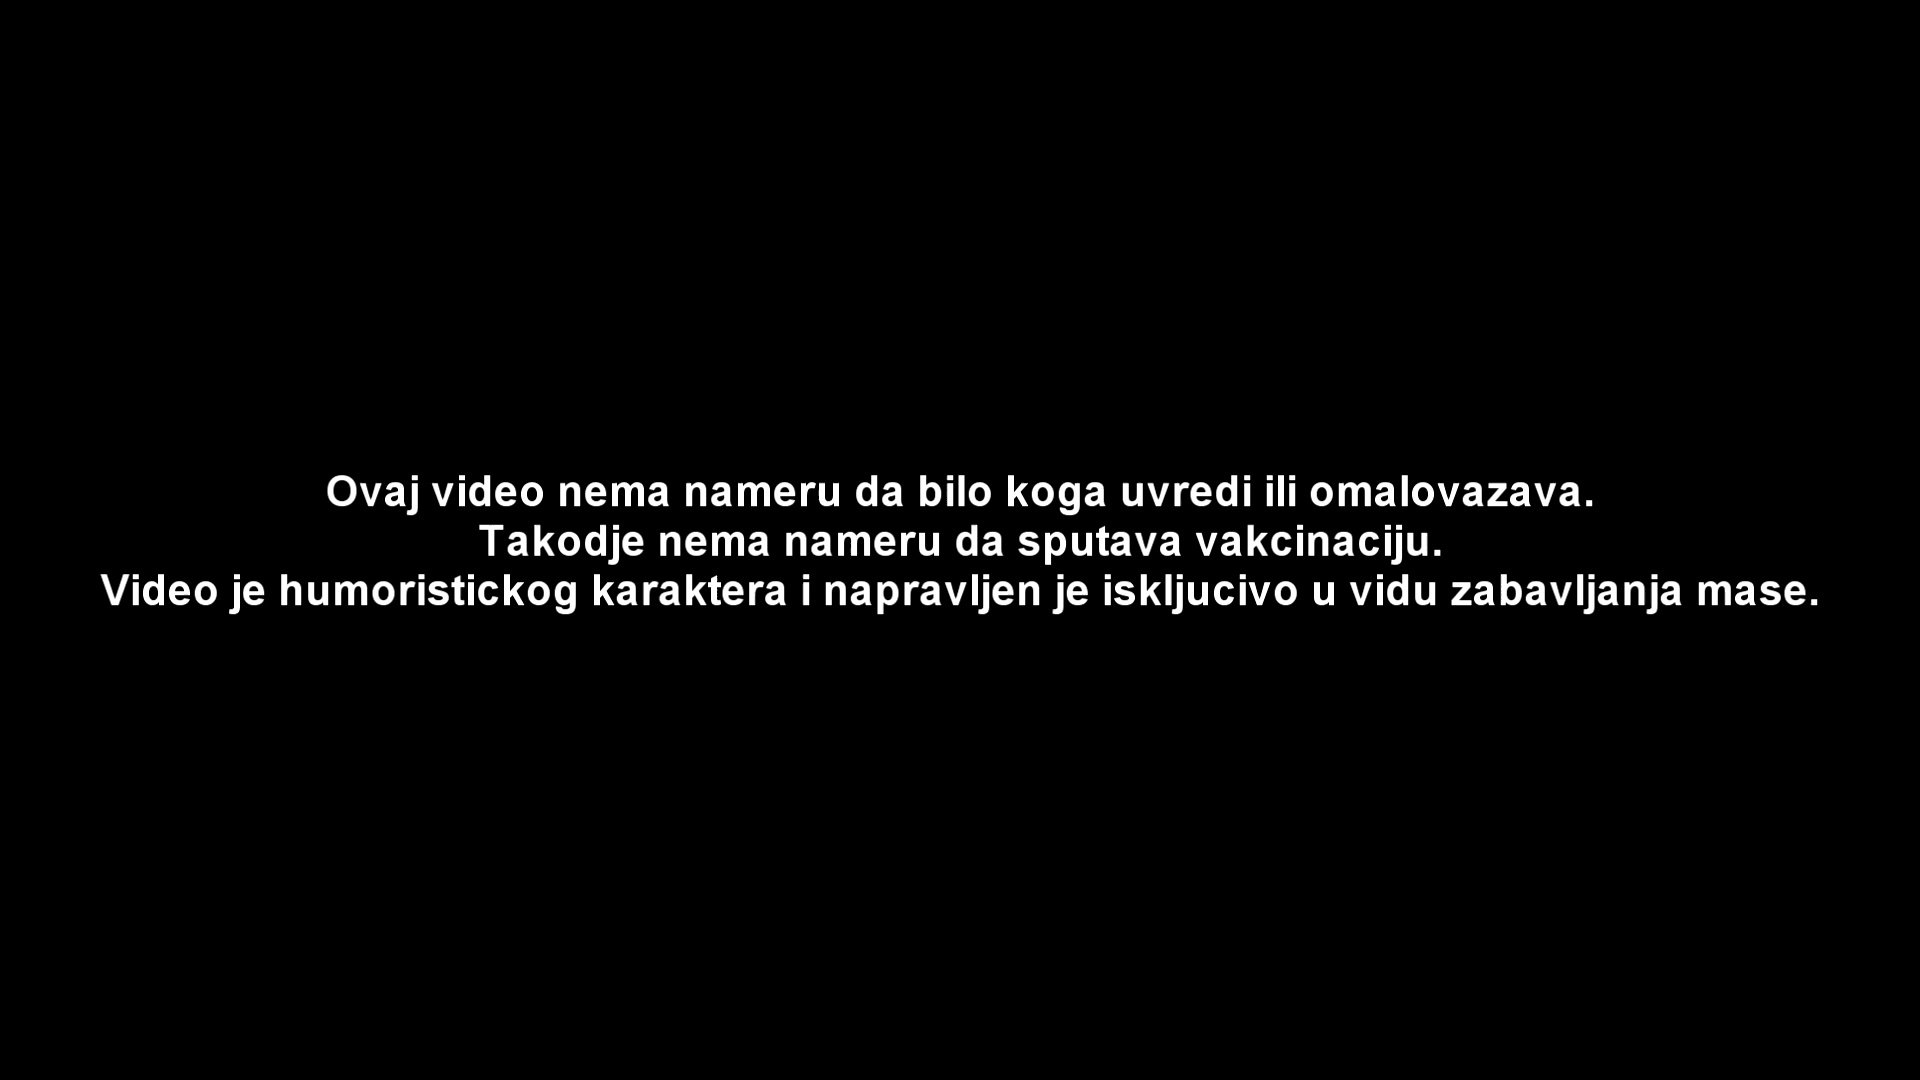 Ovaj video nema nameru da bilo koga uvredi ili omalovazava.
Takodje nema nameru da sputava vakcinaciju.
Video je humoristickog karaktera i napravljen je iskljucivo u vidu zabavljanja mase.